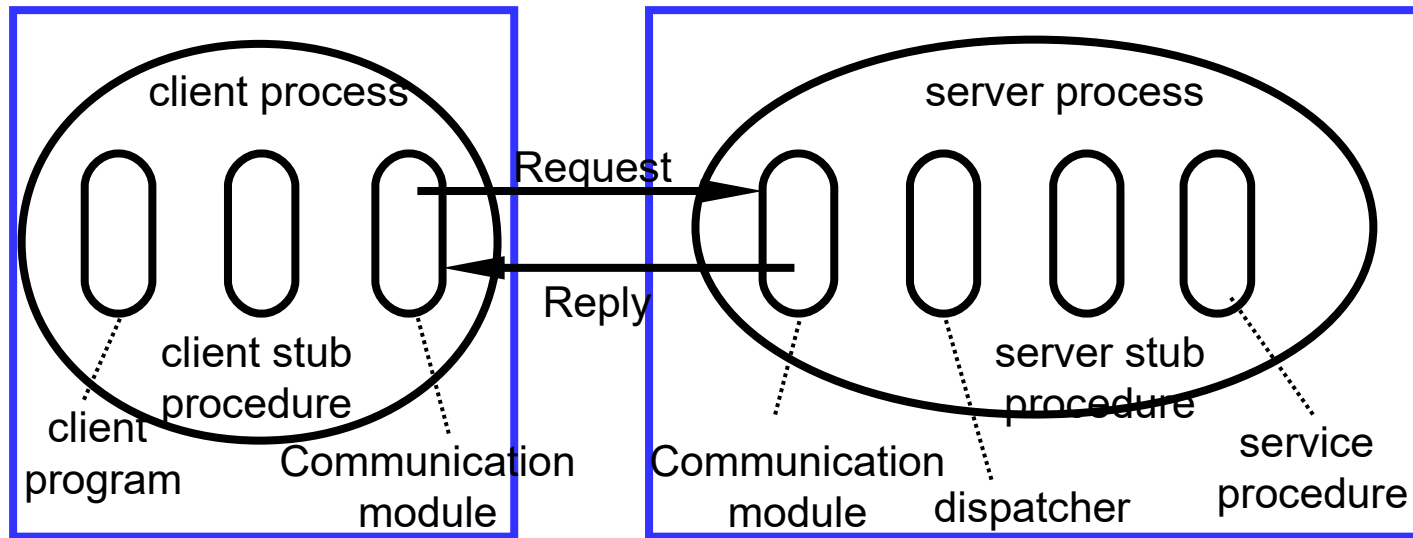 client process
server process
Request
Reply
client stub
procedure
server stub
procedure
client
program
Communication
module
Communication
module
dispatcher
service
procedure